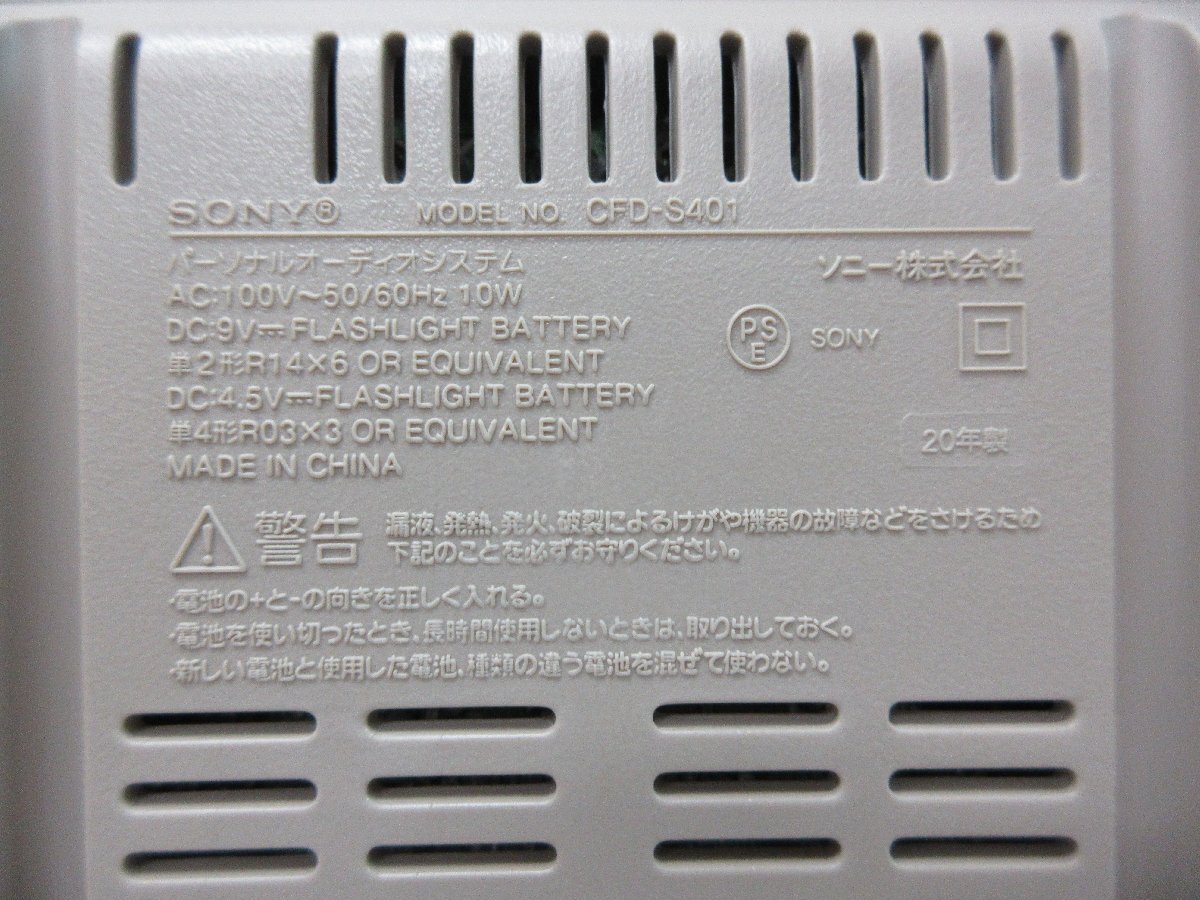 SONY® MODEL NO. CFD-S401
パーソナルオーディオシステム
ソニー株式会社
AC:100V~50/60Hz 10W
DC:9V⎓FLASHLIGHT BATTERY
単2形R14×6 OR EQUIVALENT
DC:4.5V⎓FLASHLIGHT BATTERY
単4形R03×3 OR EQUIVALENT
MADE IN CHINA
PS
E
SONY
20年製
警告
漏液、発熱、発火、破裂によるけがや機器の故障などをさけるため
下記のことを必ずお守りください。
・電池の+と-の向きを正しく入れる。
・電池を使い切ったとき、長時間使用しないときは、取り出しておく。
・新しい電池と使用した電池、種類の違う電池を混ぜて使わない。